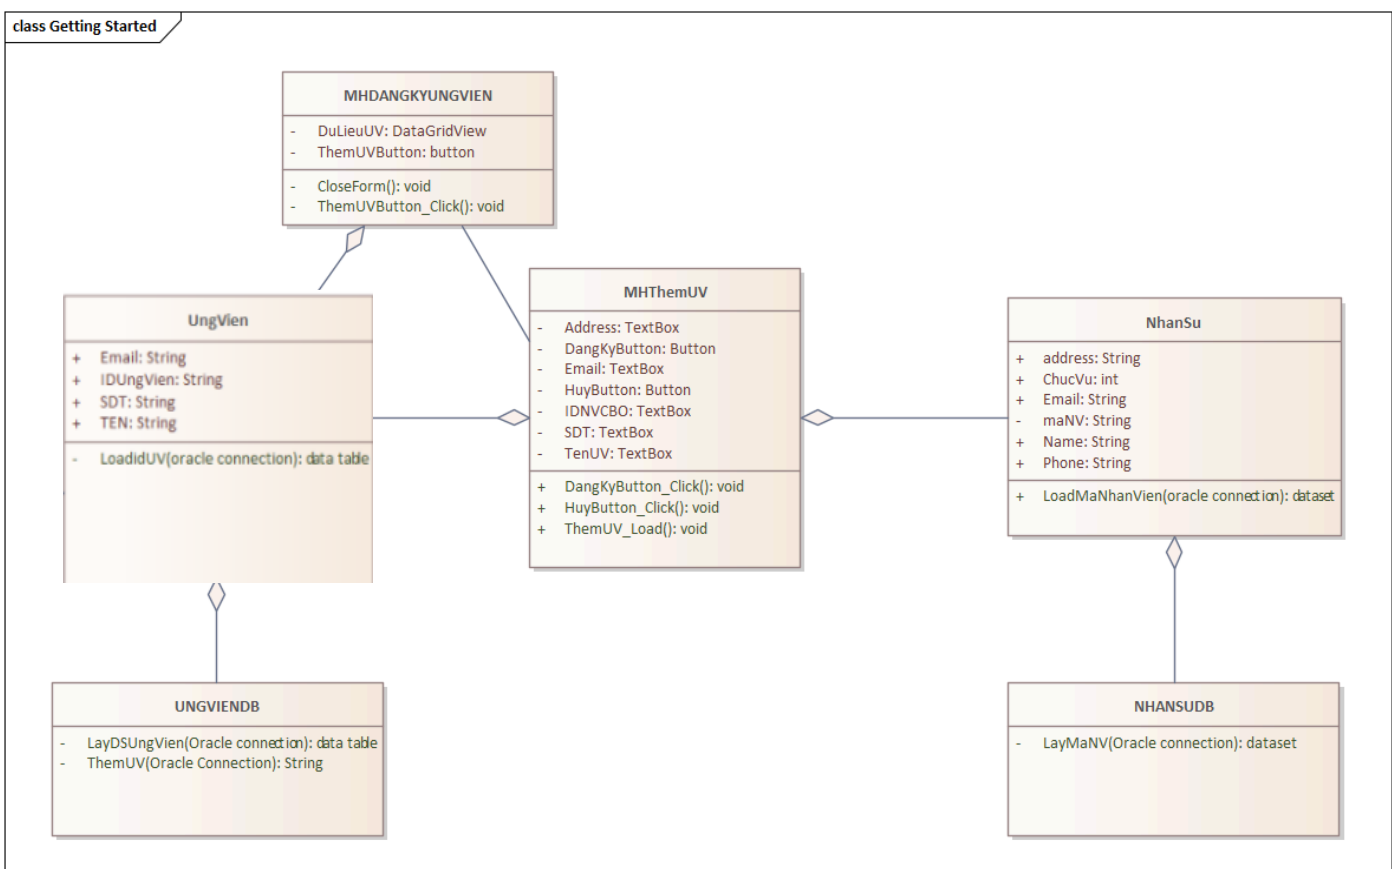 class Getting Started
MHDANGKYUNGVIEN
- DuLieuUV: DataGridView
- ThemUVButton: button
- CloseForm(): void
- ThemUVButton_Click(): void
UngVien
+ Email: String
+ IDUngVien: String
+ SDT: String
+ TEN: String
- LoadidUV(oracle connection): data table
MHThemUV
- Address: TextBox
- DangKyButton: Button
- Email: TextBox
- HuyButton: Button
- IDNVCBO: TextBox
- SDT: TextBox
- TenUV: TextBox
+ DangKyButton_Click(): void
+ HuyButton_Click(): void
+ ThemUV_Load(): void
NhanSu
+ address: String
+ ChucVu: int
+ Email: String
- maNV: String
+ Name: String
+ Phone: String
+ LoadMaNhanVien(oracle connection): dataset
UNGVIENDB
- LayDSUngVien(Oracle connection): data table
- ThemUV(Oracle Connection): String
NHANSUDB
- LayMaNV(Oracle connection): dataset